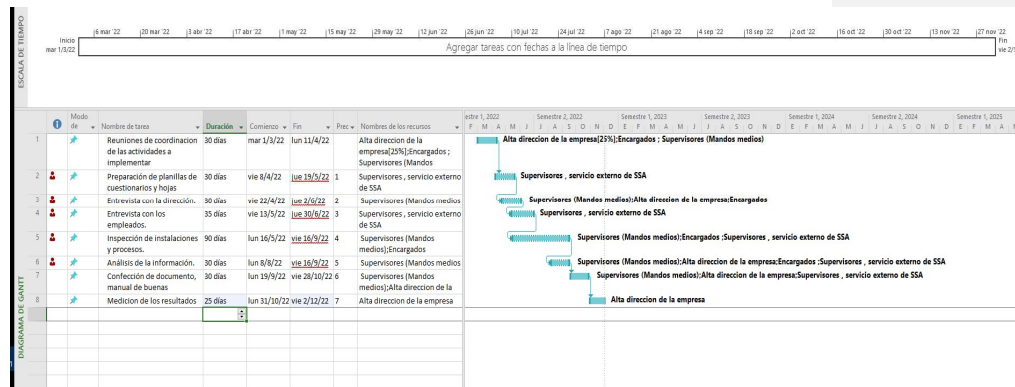 ESCALA DE TIEMPO
Inicio
mar 1/3/22
6 mar '22 20 mar '22 3 abr '22 17 abr '22 1 may '22 15 may '22 29 may '22 12 jun '22 26 jun '22 10 jul '22 24 jul '22 7 ago '22 21 ago '22 4 sep '22 18 sep '22 2 oct '22 16 oct '22 30 oct '22 13 nov '22 27 nov '22
Agregar tareas con fechas a la línea de tiempo
Fin
vie 2/1
DIAGRAMA DE GANTT
Modo de Nombre de tarea Duración Comienzo Fin Prec Nombres de los recursos
estre 1, 2022 Semestre 2, 2022 Semestre 1, 2023 Semestre 2, 2023 Semestre 1, 2024 Semestre 2, 2024 Semestre 1, 2025
F M A M J J A S O N D E F M A M J J A S O N D E F M A M J J A S O N D E F M A M
1 Reuniones de coordinacion 30 días mar 1/3/22 lun 11/4/22 Alta direccion de la
de las actividades a empresa[25%];Encargados ;
implementar Supervisores (Mandos
Alta direccion de la empresa[25%];Encargados ; Supervisores (Mandos medios)
2 Preparación de planillas de 30 días vie 8/4/22 jue 19/5/22 1 Supervisores , servicio externo
cuestionarios y hojas de SSA
Supervisores , servicio externo de SSA
3 Entrevista con la dirección. 30 días vie 22/4/22 jue 2/6/22 2 Supervisores (Mandos medios
Supervisores (Mandos medios);Alta direccion de la empresa;Encargados
4 Entrevista con los 35 días vie 13/5/22 jue 30/6/22 3 Supervisores , servicio externo
empleados. de SSA
Supervisores , servicio externo de SSA
5 Inspección de instalaciones 90 días lun 16/5/22 vie 16/9/22 4 Supervisores (Mandos
y procesos. medios);Encargados
Supervisores (Mandos medios);Encargados ;Supervisores , servicio externo de SSA
6 Análisis de la información. 30 días lun 8/8/22 vie 16/9/22 5 Supervisores (Mandos medios
Supervisores (Mandos medios);Alta direccion de la empresa;Encargados ;Supervisores , servicio externo de SSA
7 Confección de documento, 30 días lun 19/9/22 vie 28/10/22 6 Supervisores (Mandos
manual de buenas medios);Alta direccion de la
Supervisores (Mandos medios);Alta direccion de la empresa;Supervisores , servicio externo de SSA
8 Medicion de los resultados 25 días lun 31/10/22 vie 2/12/22 7 Alta direccion de la empresa
Alta direccion de la empresa